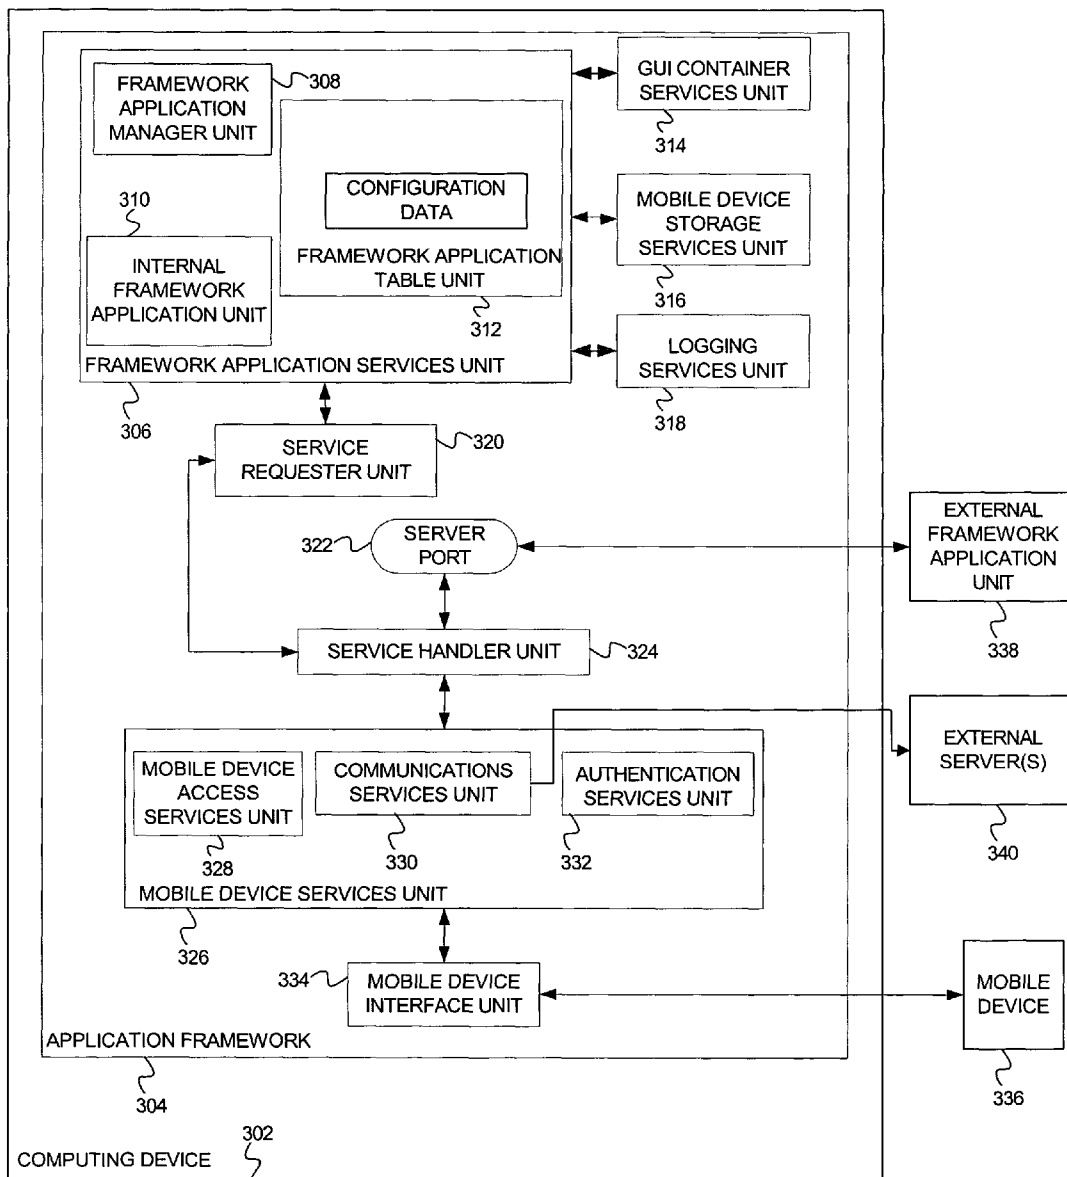 FRAMEWORK
APPLICATION
MANAGER UNIT
308
CONFIGURATION
DATA
FRAMEWORK APPLICATION
TABLE UNIT
312
310
INTERNAL
FRAMEWORK
APPLICATION UNIT
FRAMEWORK APPLICATION SERVICES UNIT
306
GUI CONTAINER
SERVICES UNIT
314
MOBILE DEVICE
STORAGE
SERVICES UNIT
316
LOGGING
SERVICES UNIT
318
SERVICE
REQUESTER UNIT
320
322
SERVER
PORT
EXTERNAL
FRAMEWORK
APPLICATION
UNIT
338
SERVICE HANDLER UNIT
324
EXTERNAL
SERVER(S)
340
MOBILE DEVICE
ACCESS
SERVICES UNIT
328
COMMUNICATIONS
SERVICES UNIT
330
AUTHENTICATION
SERVICES UNIT
332
MOBILE DEVICE SERVICES UNIT
326
334
MOBILE DEVICE
INTERFACE UNIT
MOBILE
DEVICE
336
APPLICATION FRAMEWORK
304
302
COMPUTING DEVICE